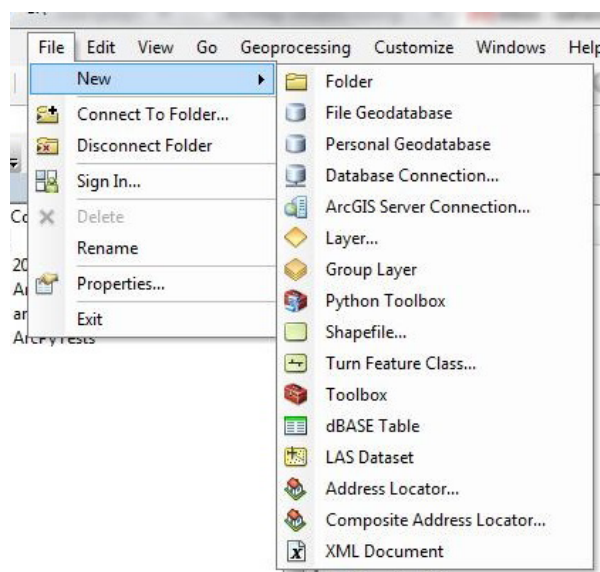 File Edit View Go Geoprocessing Customize Windows Help
New
Connect To Folder...
Disconnect Folder
Sign In...
Delete
Rename
Properties...
Exit
Folder
File Geodatabase
Personal Geodatabase
Database Connection...
ArcGIS Server Connection...
Layer...
Group Layer
Python Toolbox
Shapefile...
Turn Feature Class...
Toolbox
dBASE Table
LAS Dataset
Address Locator...
Composite Address Locator...
XML Document
ArcPyTests